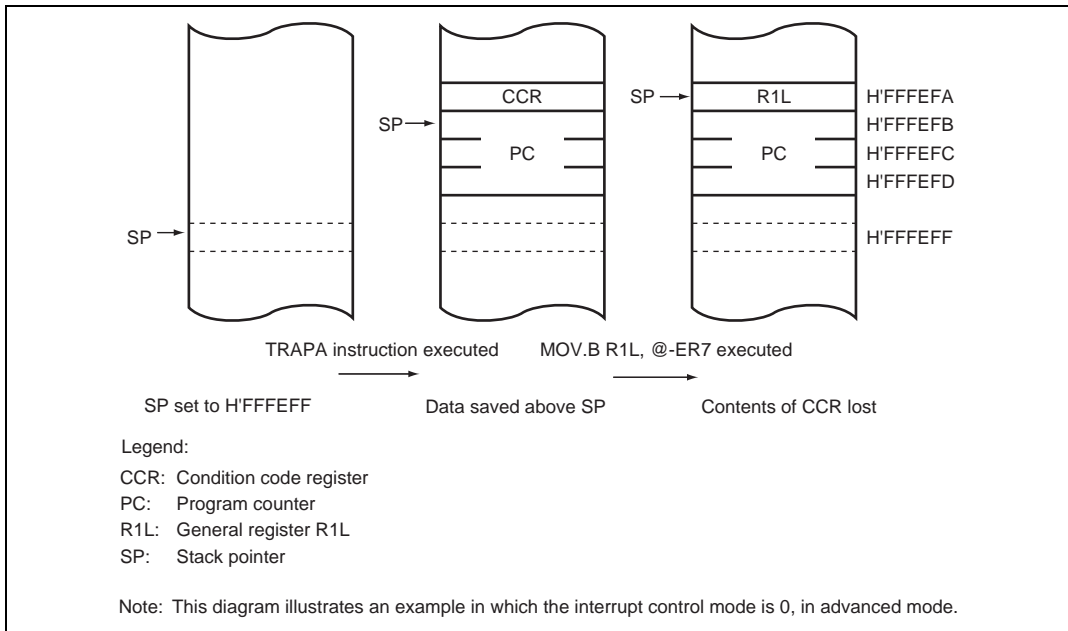 CCR
SP
R1L
H'FFFEFA
SP
H'FFFEFB
PC
PC
H'FFFEFC
H'FFFEFD
SP
H'FFFEFF
TRAPA instruction executed
MOV.B R1L, @-ER7 executed
SP set to H'FFFEFF
Data saved above SP
Contents of CCR lost
Legend:
CCR: Condition code register
PC: Program counter
R1L: General register R1L
SP: Stack pointer
Note: This diagram illustrates an example in which the interrupt control mode is 0, in advanced mode.